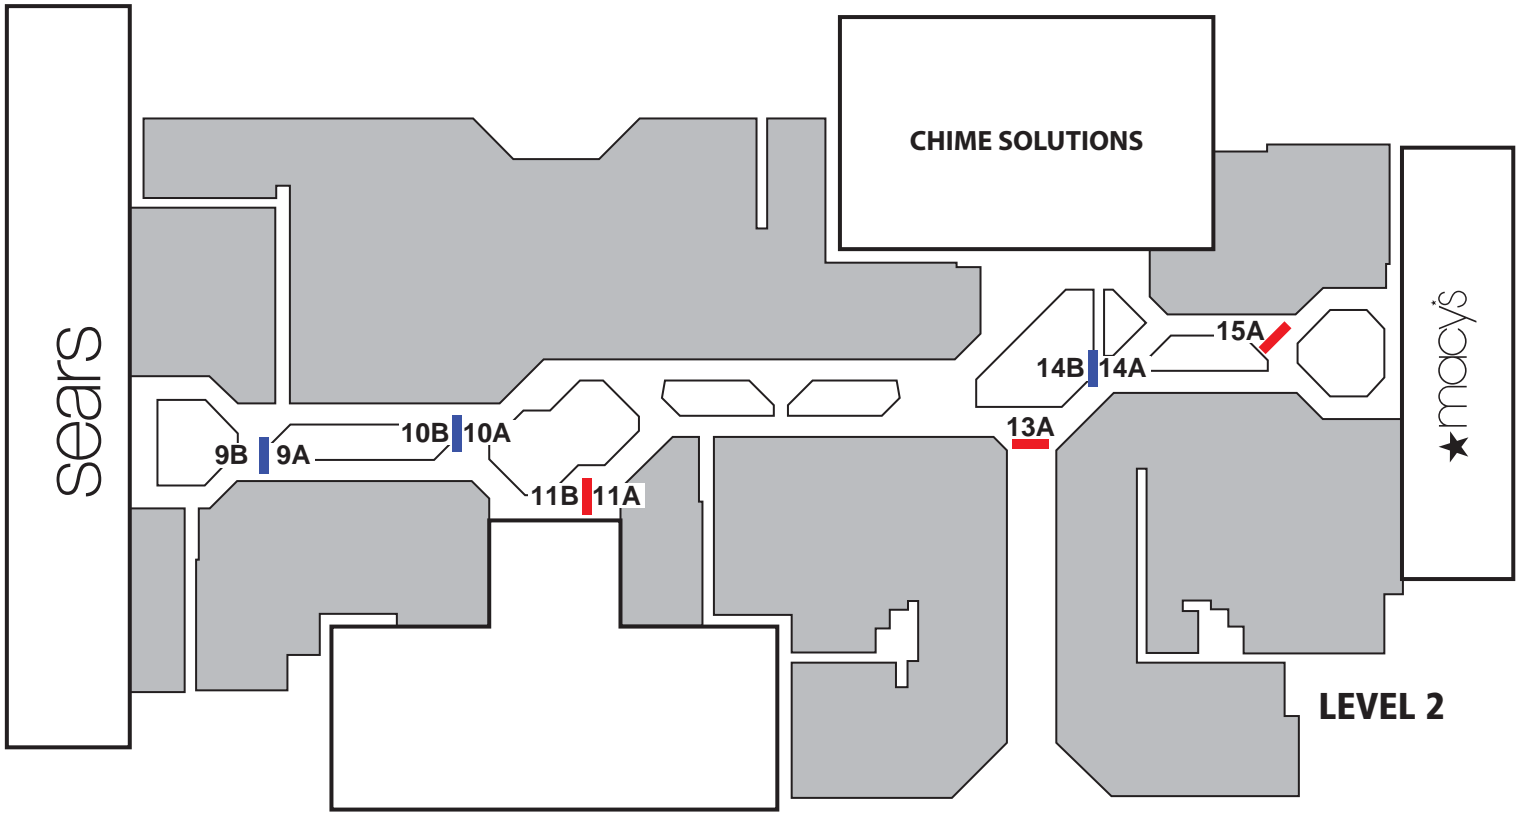 CHIME SOLUTIONS
sears
macy's
15A
14B 14A
13A
10B 10A
9B 9A
11B 11A
LEVEL 2